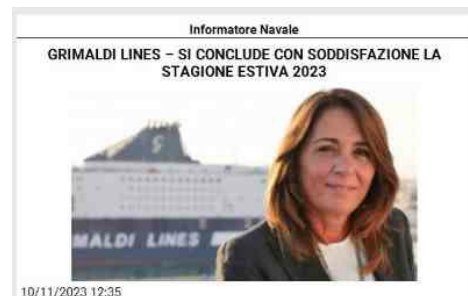 Informatore Navale
GRIMALDI LINES – SI CONCLUDE CON SODDISFAZIONE LA
STAGIONE ESTIVA 2023
MALDI LINES
10/11/2023 12:35